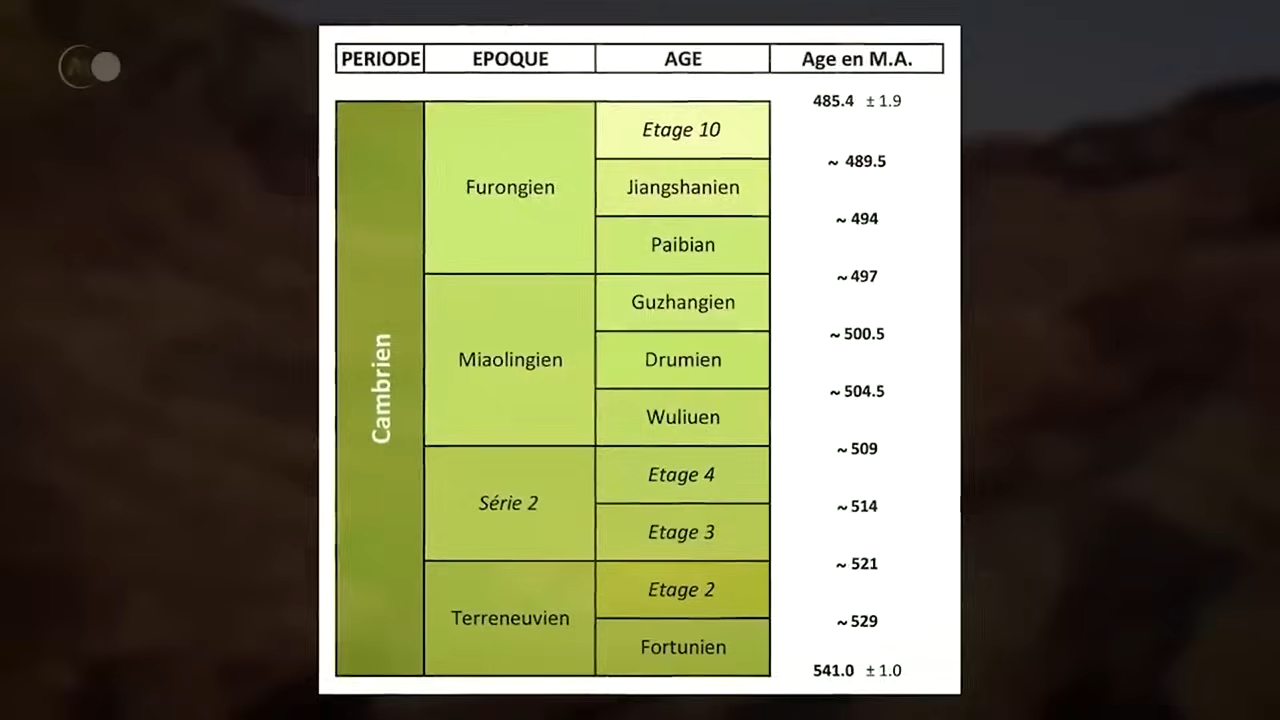 PERIODE EPOQUE AGE Age en M.A.
485.4 ± 1.9
Etage 10
~ 489.5
Furongien Jiangshanien
~ 494
Paibian
~ 497
Guzhangien
~ 500.5
Cambrien Miaolingien Drumien
~ 504.5
Wuliuen
~ 509
Etage 4
Série 2
~ 514
Etage 3
~ 521
Etage 2
Terreneuvien
~ 529
Fortunien
541.0 ± 1.0